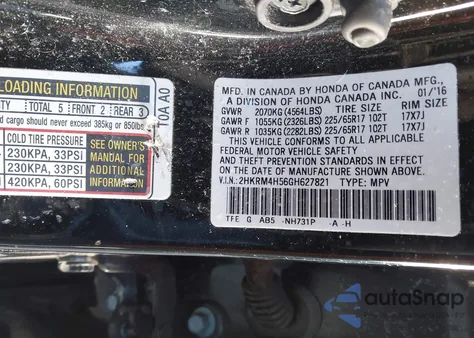 LOADING INFORMATION
TOTAL 5 FRONT 2 REAR 3
d cargo should never exceed 385kg or 850lbs
COLD TIRE PRESSURE
230KPA, 33PSI
230KPA, 33PSI
420KPA, 60PSI
SEE OWNER'S
MANUAL FOR
ADDITIONAL
INFORMATION
T0A A0
MFD. IN CANADA BY HONDA OF CANADA MFG.,
A DIVISION OF HONDA CANADA INC. 01/16
GVWR 2070KG (4564LBS) TIRE SIZE RIM SIZE
GAWR F 1055KG (2326LBS) 225/65R17 102T 17X7J
GAWR R 1035KG (2282LBS) 225/65R17 102T 17X7J
THIS VEHICLE CONFORMS TO ALL APPLICABLE
FEDERAL MOTOR VEHICLE SAFETY
AND THEFT PREVENTION STANDARDS IN EFFECT
ON THE DATE OF MANUFACTURE SHOWN ABOVE.
V.I.N.: 2HKRM4H56GH627821 TYPE: MPV
TFE G AB5 -NH731P -A -H
autoSnap